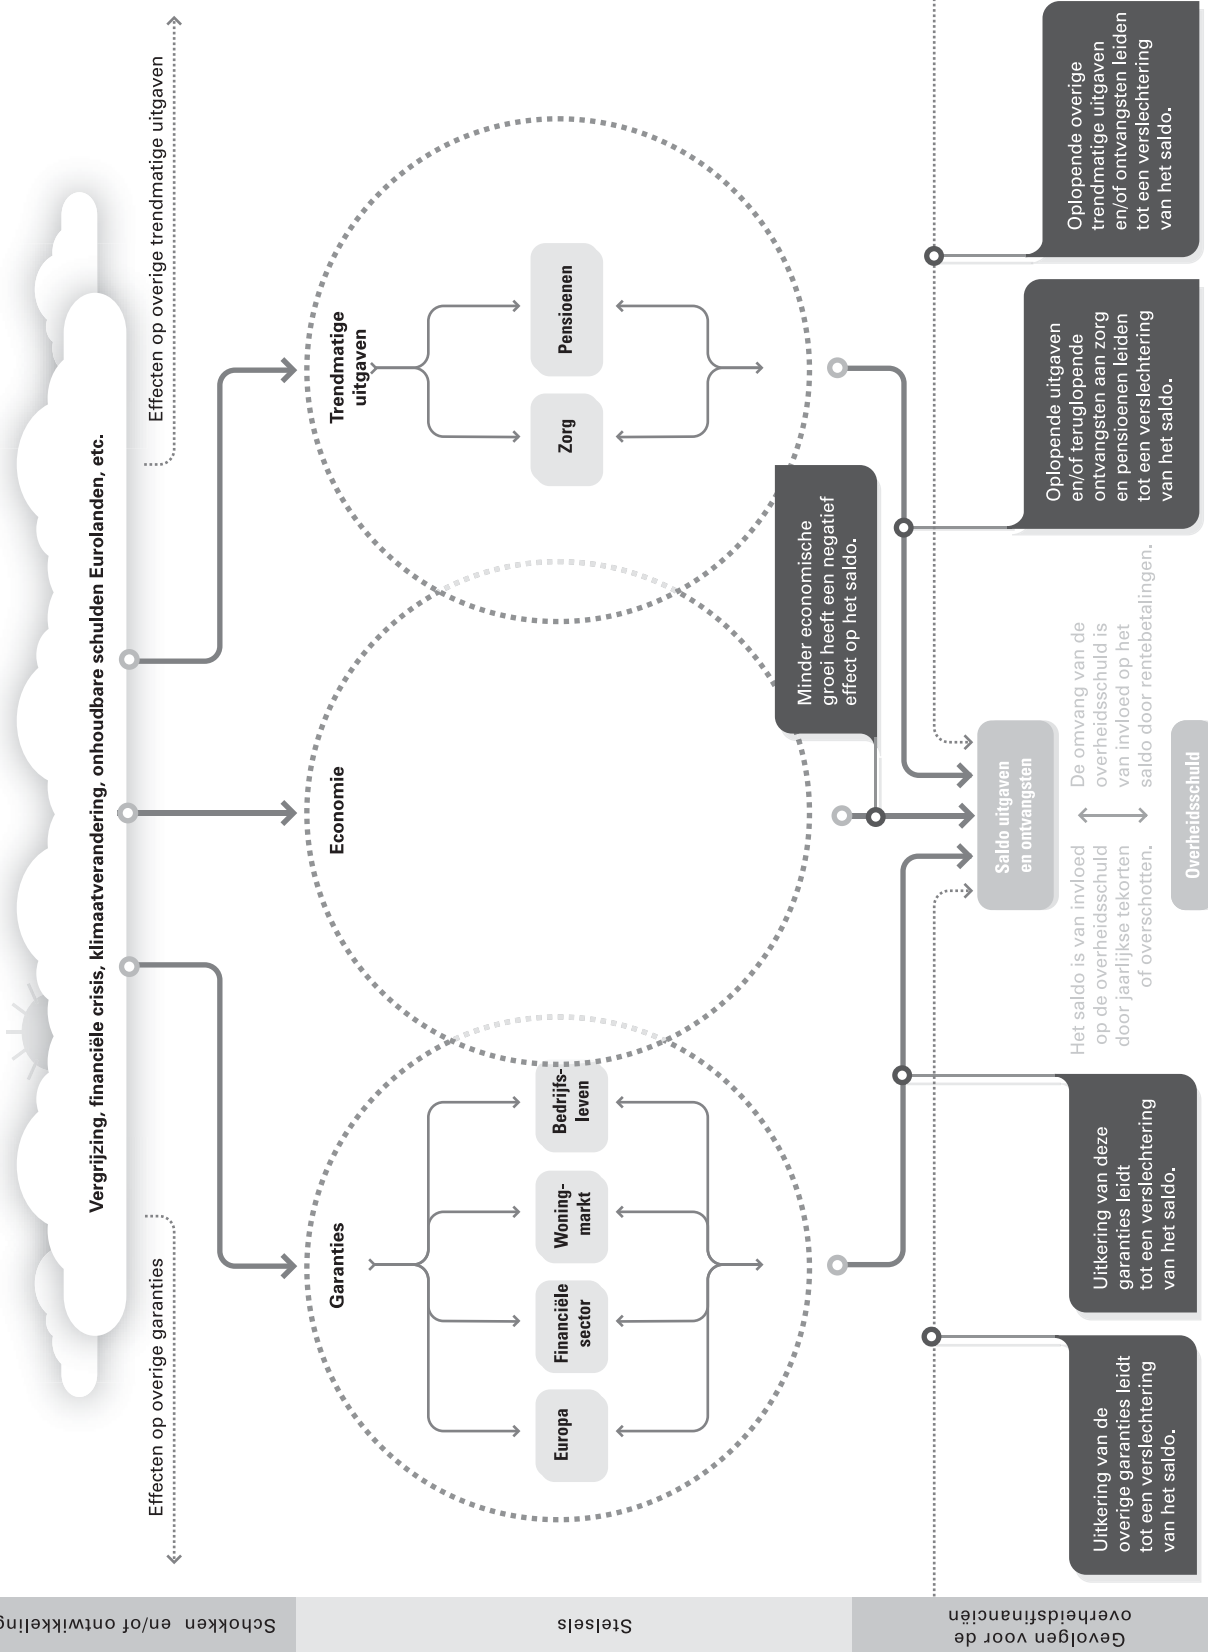 Schokken en/of ontwikkeling
Vergrijzing, financiële crisis, klimaatverandering, onhoudbare schulden Eurolanden, etc.
Effecten op overige garanties
Effecten op overige trendmatige uitgaven
Stelsels
Garanties
Europa
Financiële
sector
Woning-
markt
Bedrijfs-
leven
Economie
Trendmatige
uitgaven
Zorg
Pensioenen
Gevolgen voor de
overheidsfinanciën
Minder economische
groei heeft een negatief
effect op het saldo.
Uitkering van de
overige garanties leidt
tot een verslechtering
van het saldo.
Uitkering van deze
garanties leidt
tot een verslechtering
van het saldo.
Saldo uitgaven
en ontvangsten
Het saldo is van invloed
op de overheidsschuld
door jaarlijkse tekorten
of overschotten.
De omvang van de
overheidsschuld is
van invloed op het
saldo door rentebetalingen.
Overheidsschuld
Oplopende uitgaven
en/of teruglopende
ontvangsten aan zorg
en pensioenen leiden
tot een verslechtering
van het saldo.
Oplopende overige
trendmatige uitgaven
en/of ontvangsten leiden
tot een verslechtering
van het saldo.